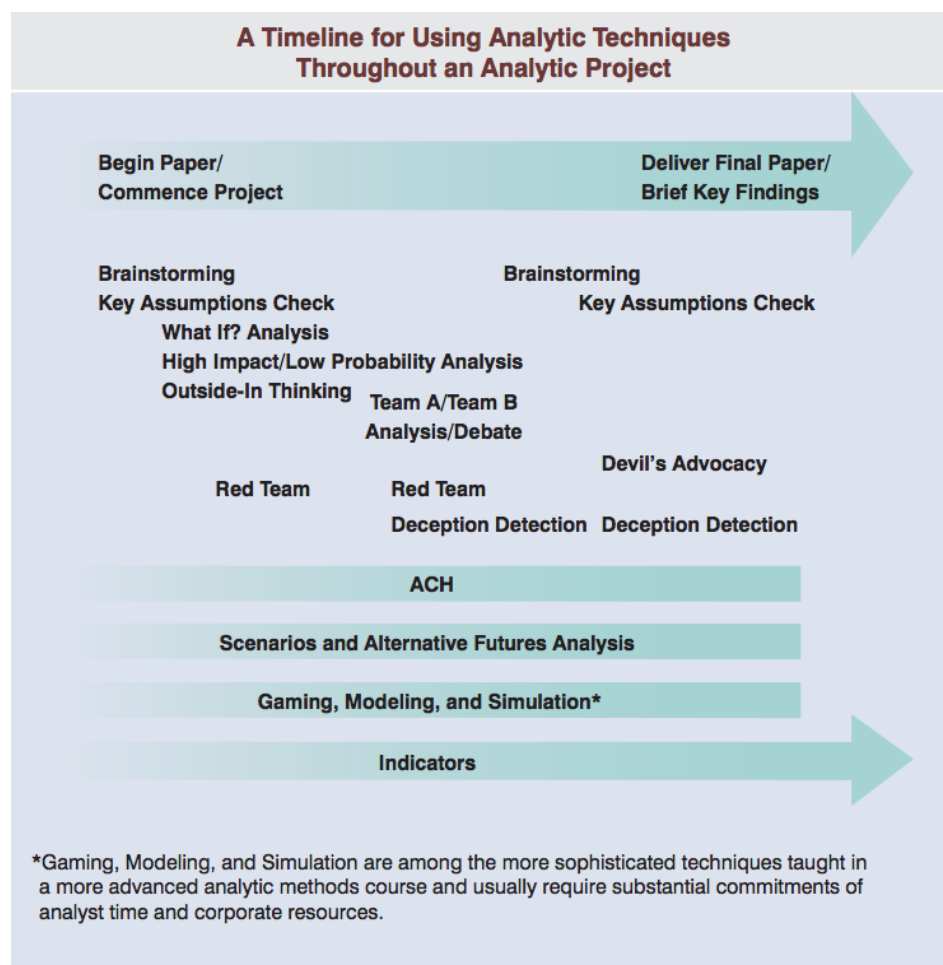 A Timeline for Using Analytic Techniques
Throughout an Analytic Project
Begin Paper/
Commence Project
Deliver Final Paper/
Brief Key Findings
Brainstorming
Key Assumptions Check
What If? Analysis
High Impact/Low Probability Analysis
Outside-In Thinking
Team A/Team B
Analysis/Debate
Brainstorming
Key Assumptions Check
Devil's Advocacy
Red Team
Red Team
Deception Detection
Deception Detection
ACH
Scenarios and Alternative Futures Analysis
Gaming, Modeling, and Simulation*
Indicators
*Gaming, Modeling, and Simulation are among the more sophisticated techniques taught in
a more advanced analytic methods course and usually require substantial commitments of
analyst time and corporate resources.